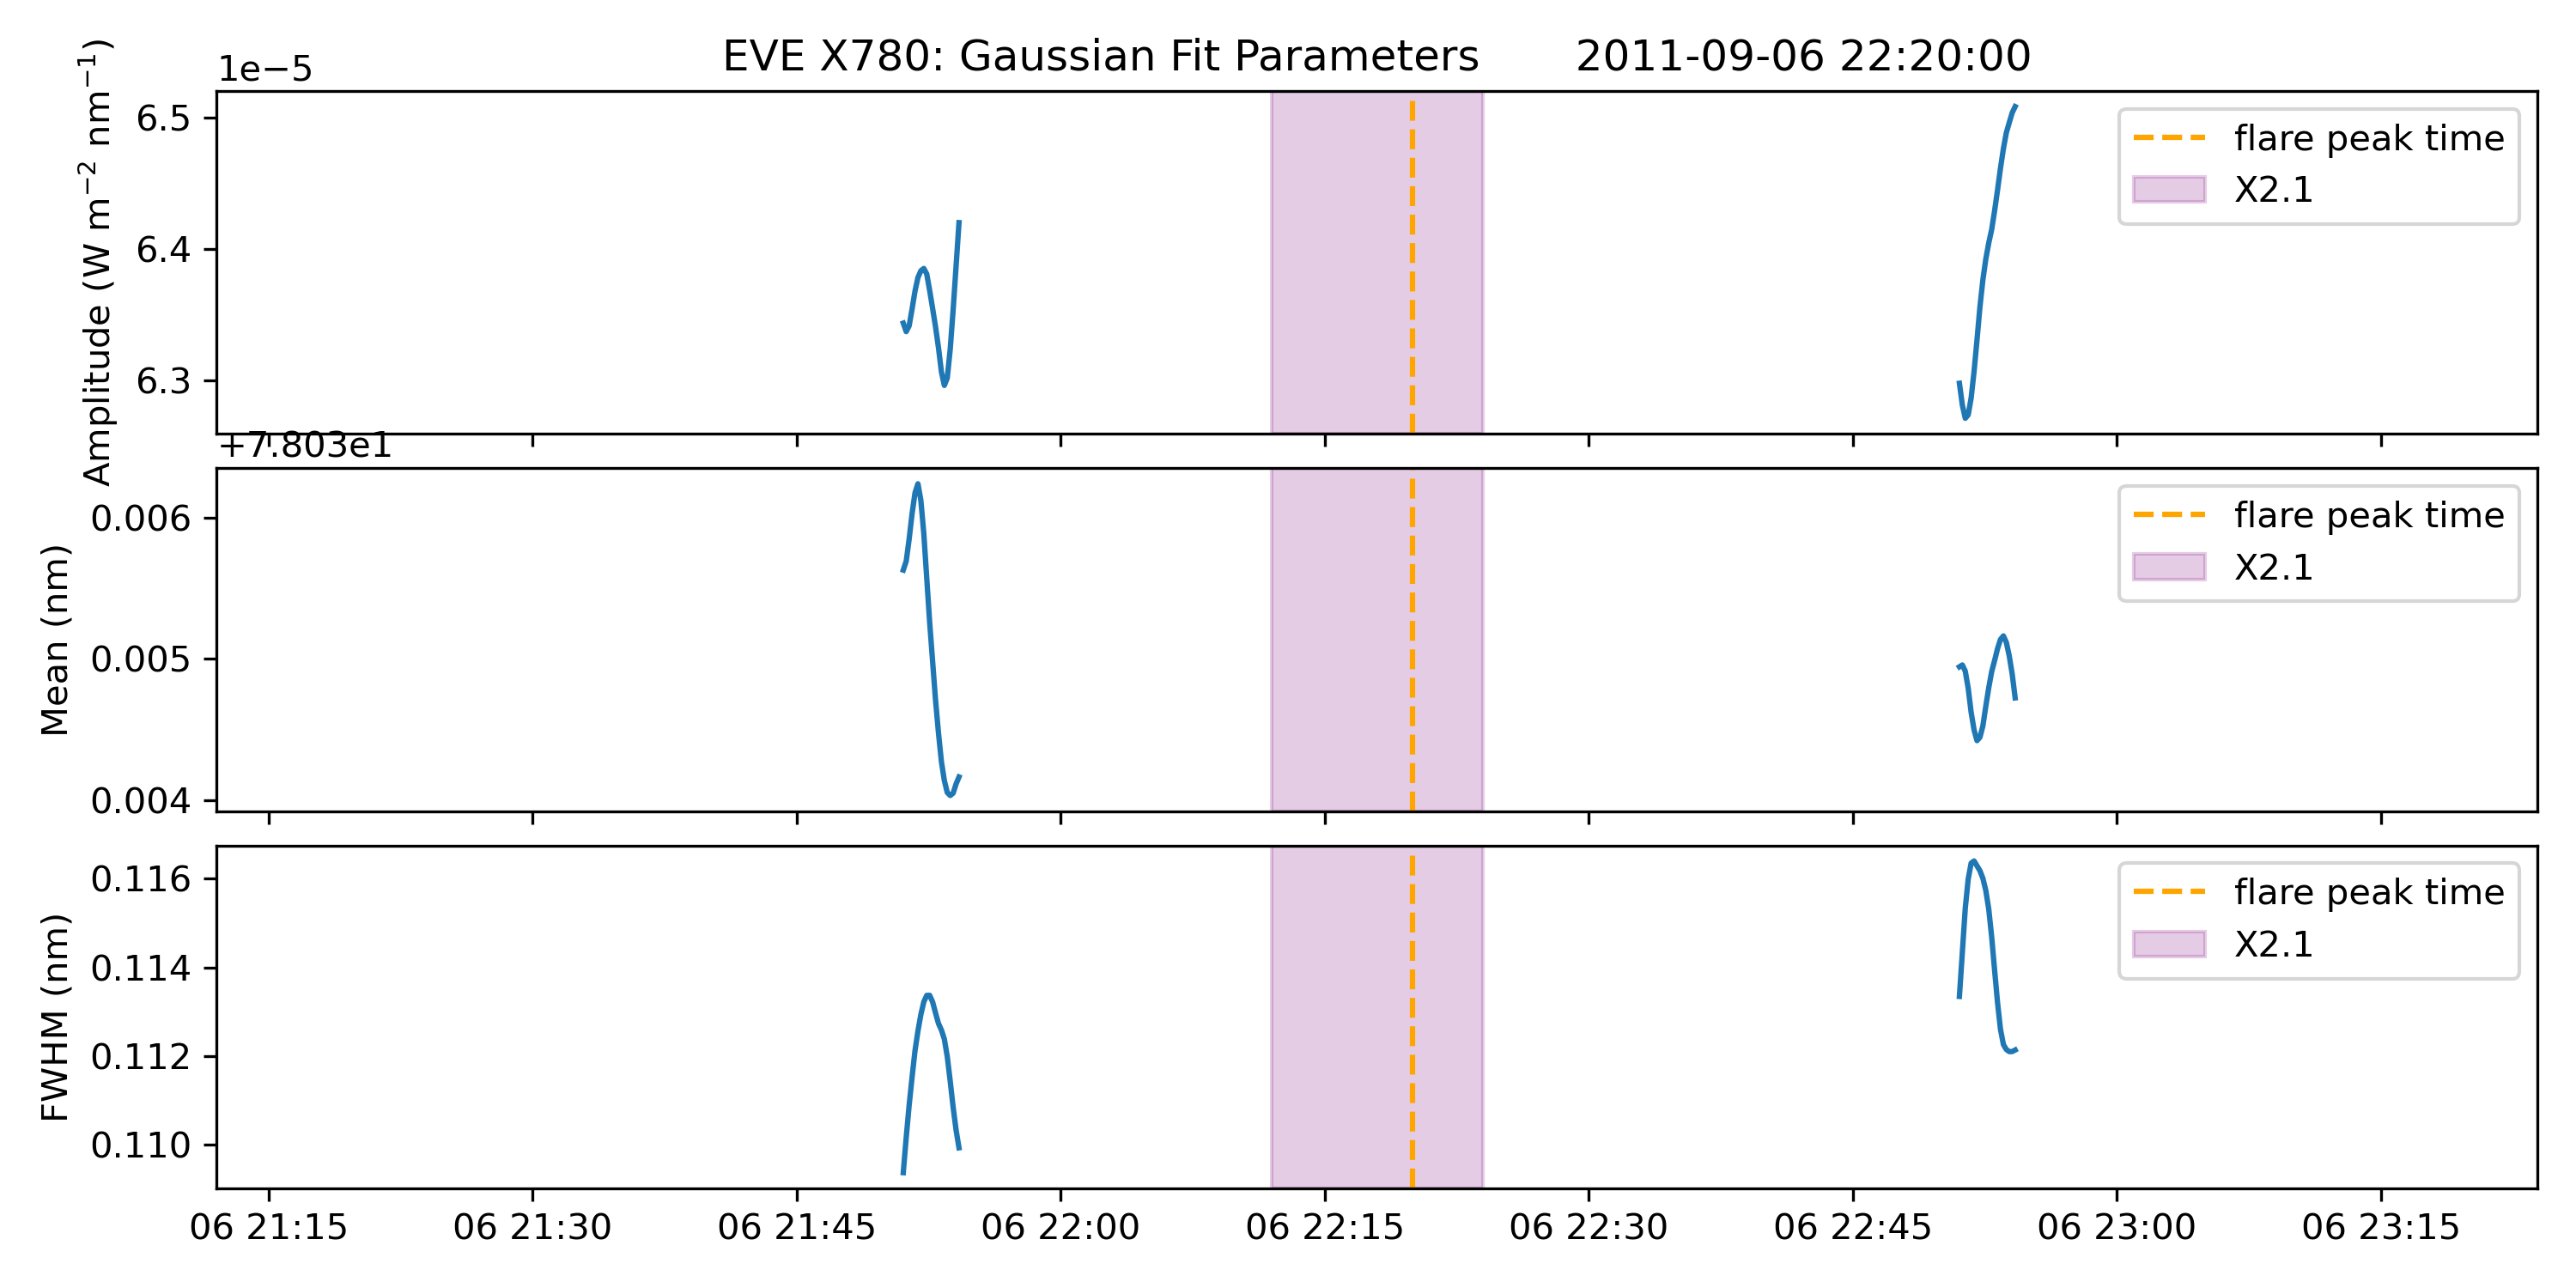 EVE X780: Gaussian Fit Parameters 2011-09-06 22:20:00
1e−5
Amplitude (W m⁻² nm⁻¹)
6.5
6.4
6.3
flare peak time
X2.1
+7.803e1
Mean (nm)
0.006
0.005
0.004
flare peak time
X2.1
FWHM (nm)
0.116
0.114
0.112
0.110
flare peak time
X2.1
06 21:15 06 21:30 06 21:45 06 22:00 06 22:15 06 22:30 06 22:45 06 23:00 06 23:15